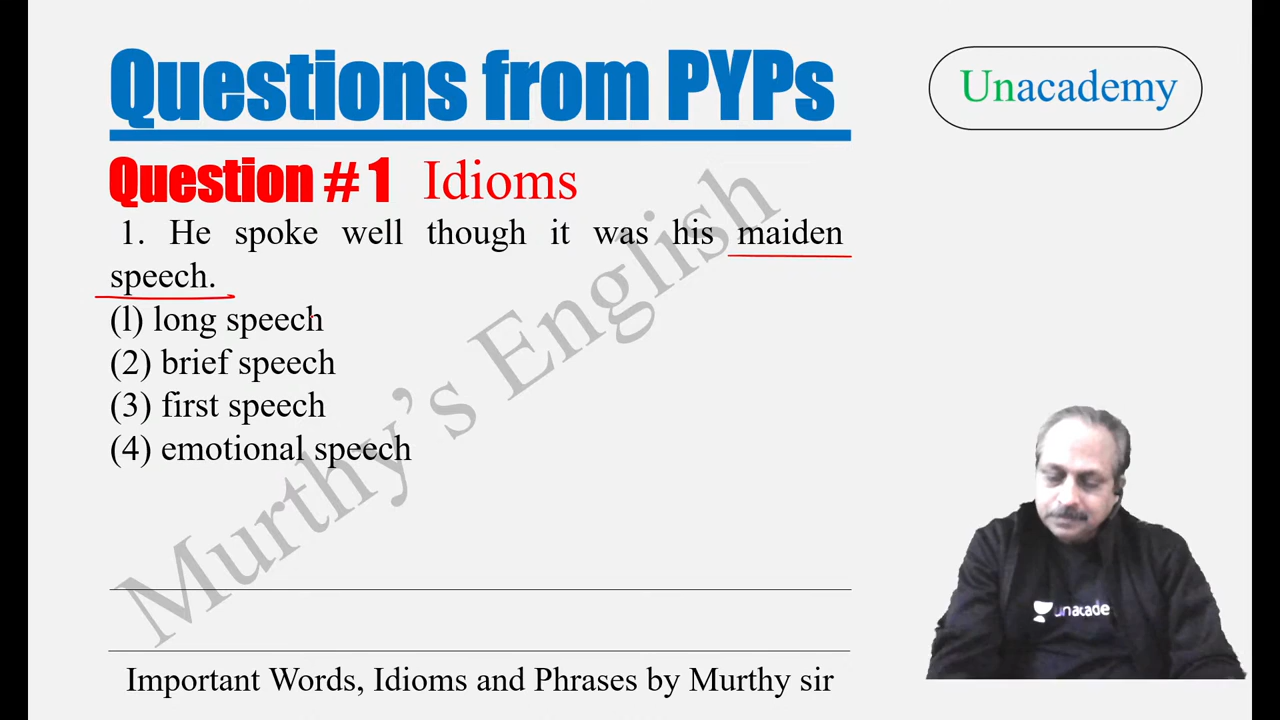 Questions from PYPs
Unacademy
Question # 1 Idioms
1. He spoke well though it was his maiden
speech.
(l) long speech
(2) brief speech
(3) first speech
(4) emotional speech
Murthy’s English
unacade
Important Words, Idioms and Phrases by Murthy sir